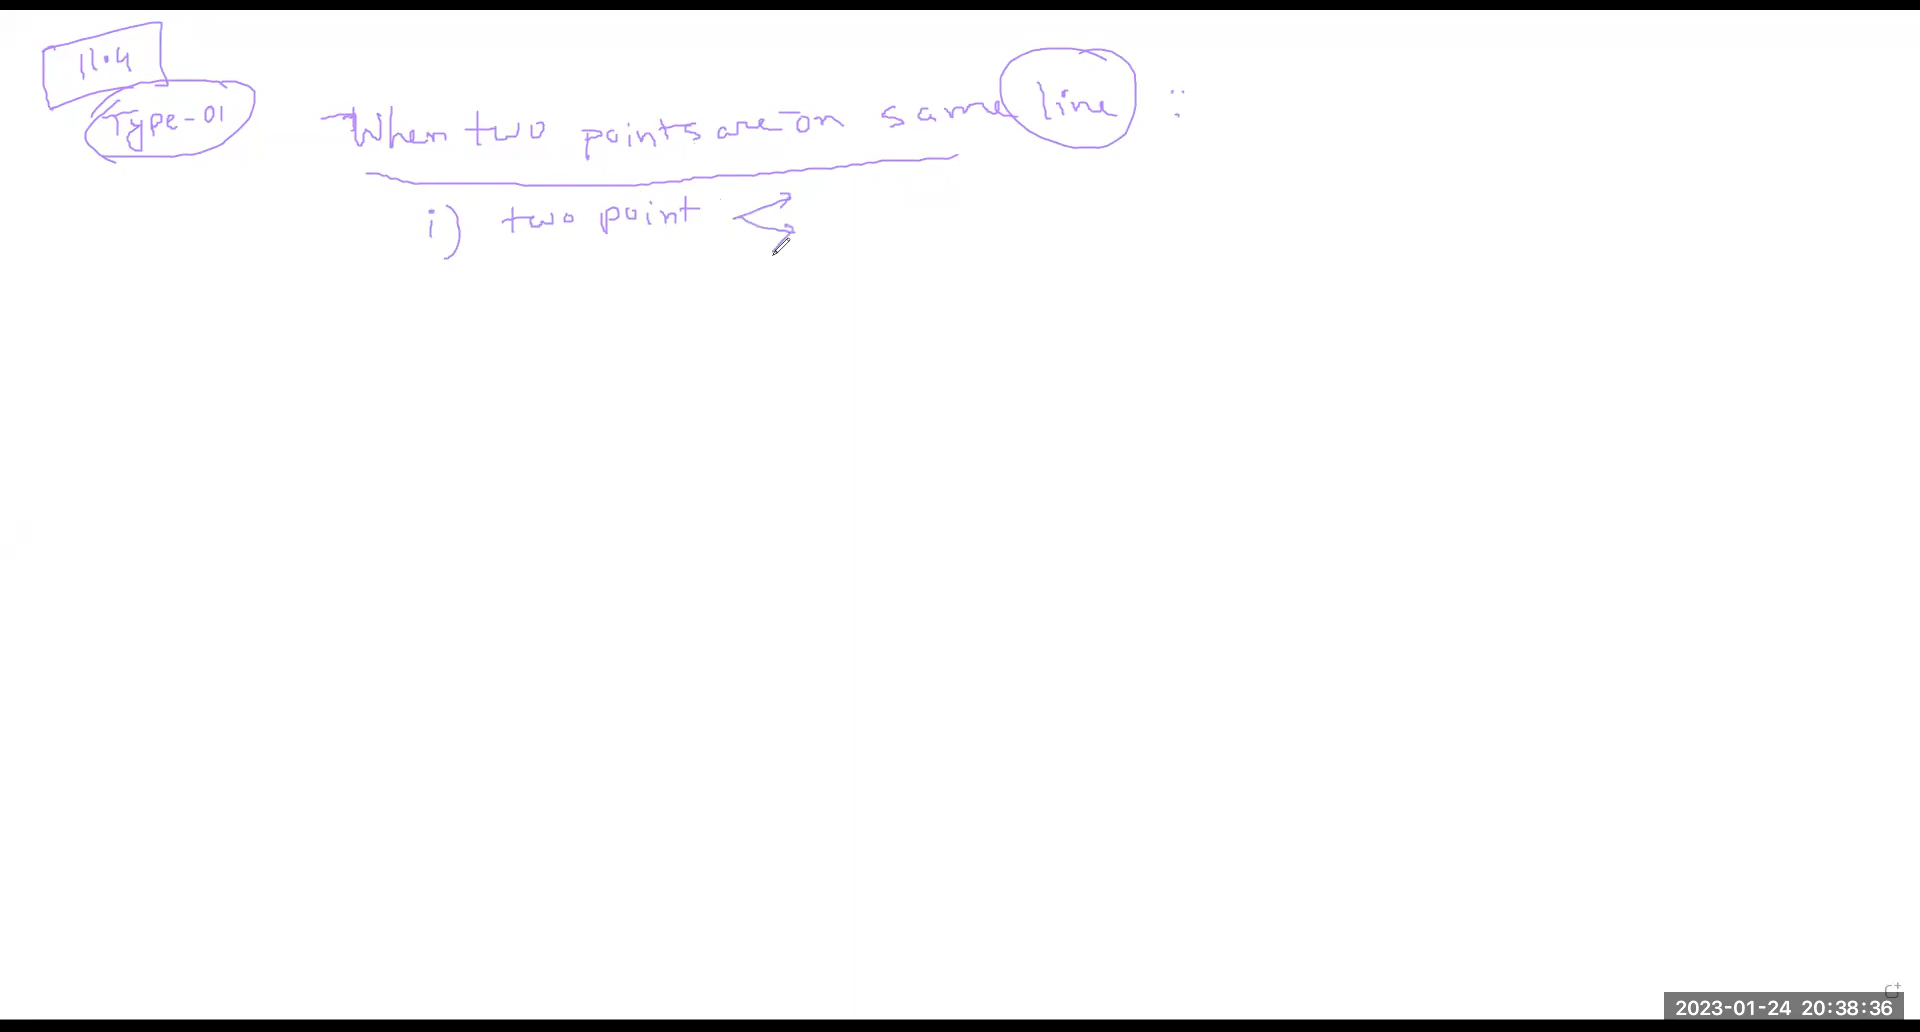 11.4
Type-01
When two points are on same line :
i) two point
2023-01-24 20:38:36